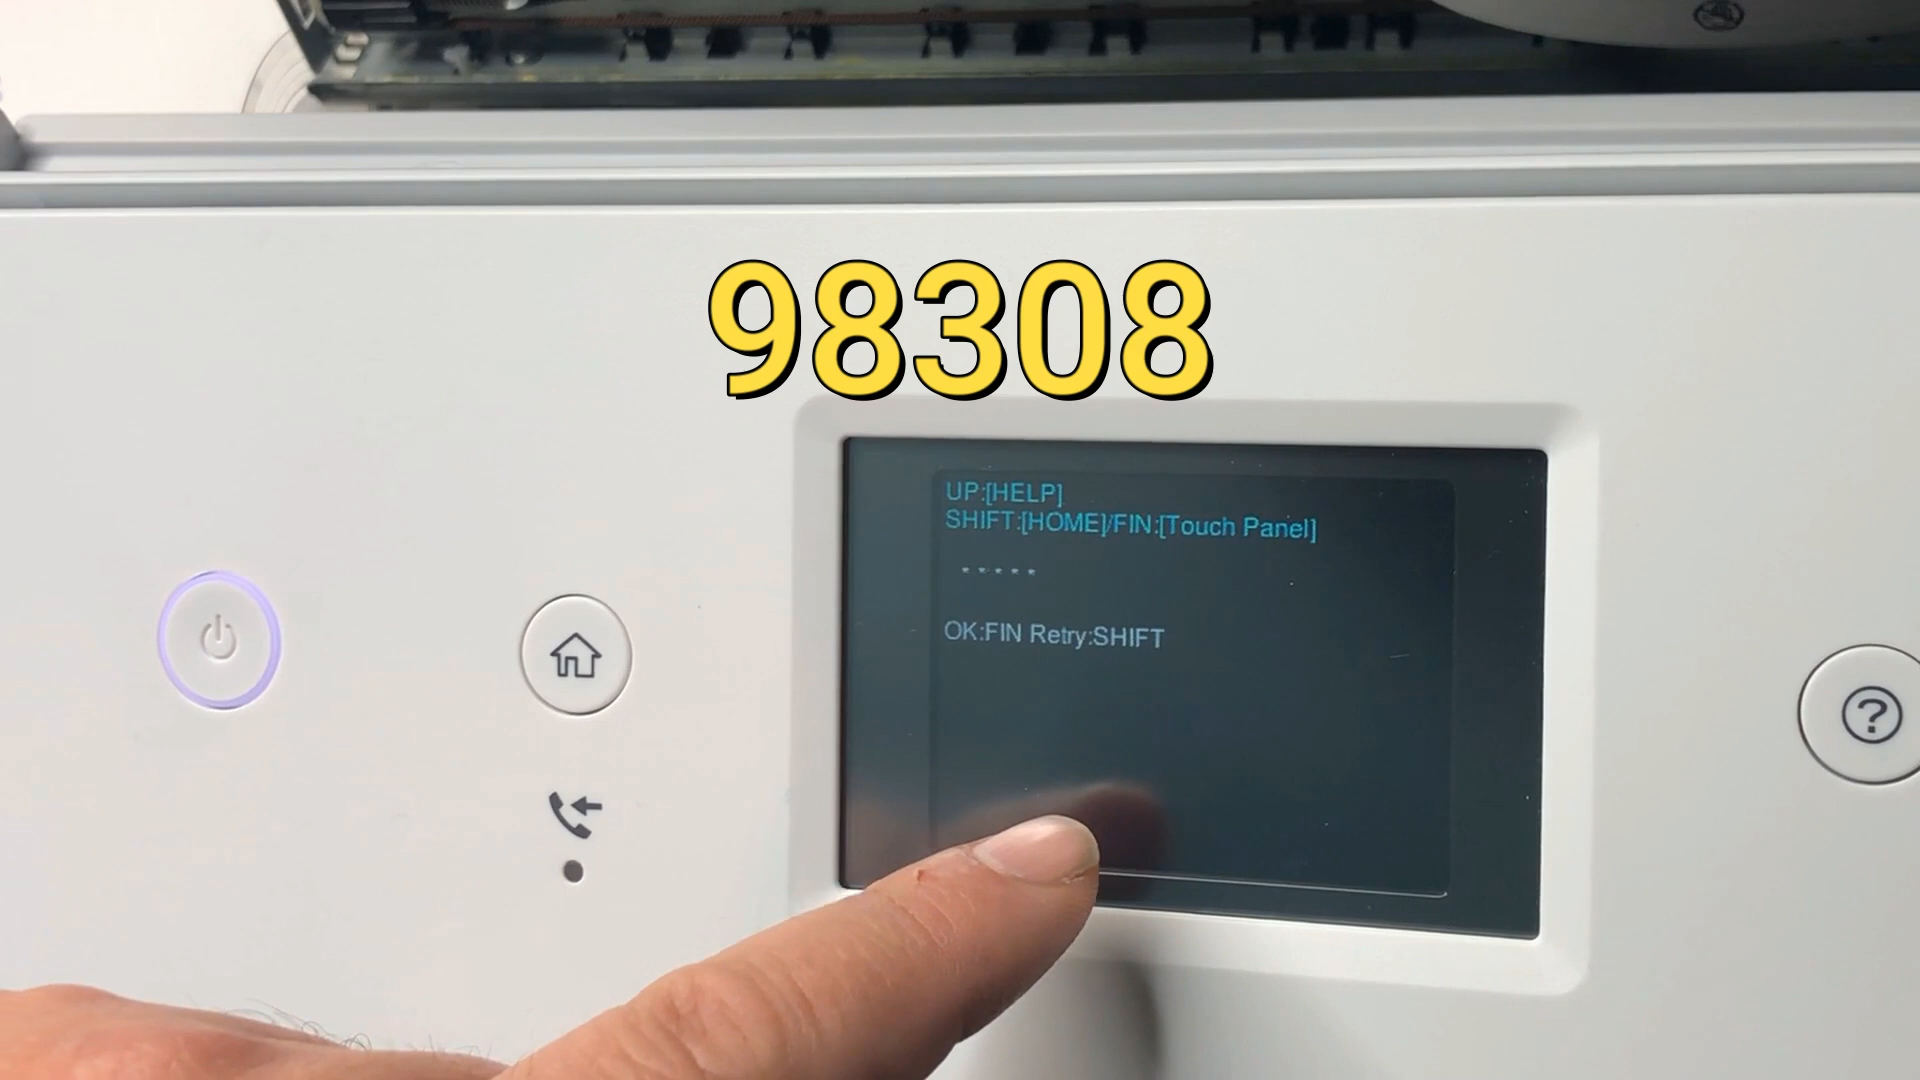 98308
UP:[HELP]
SHIFT:[HOME]/FIN:[Touch Panel]
* * * * *
OK:FIN Retry:SHIFT
?